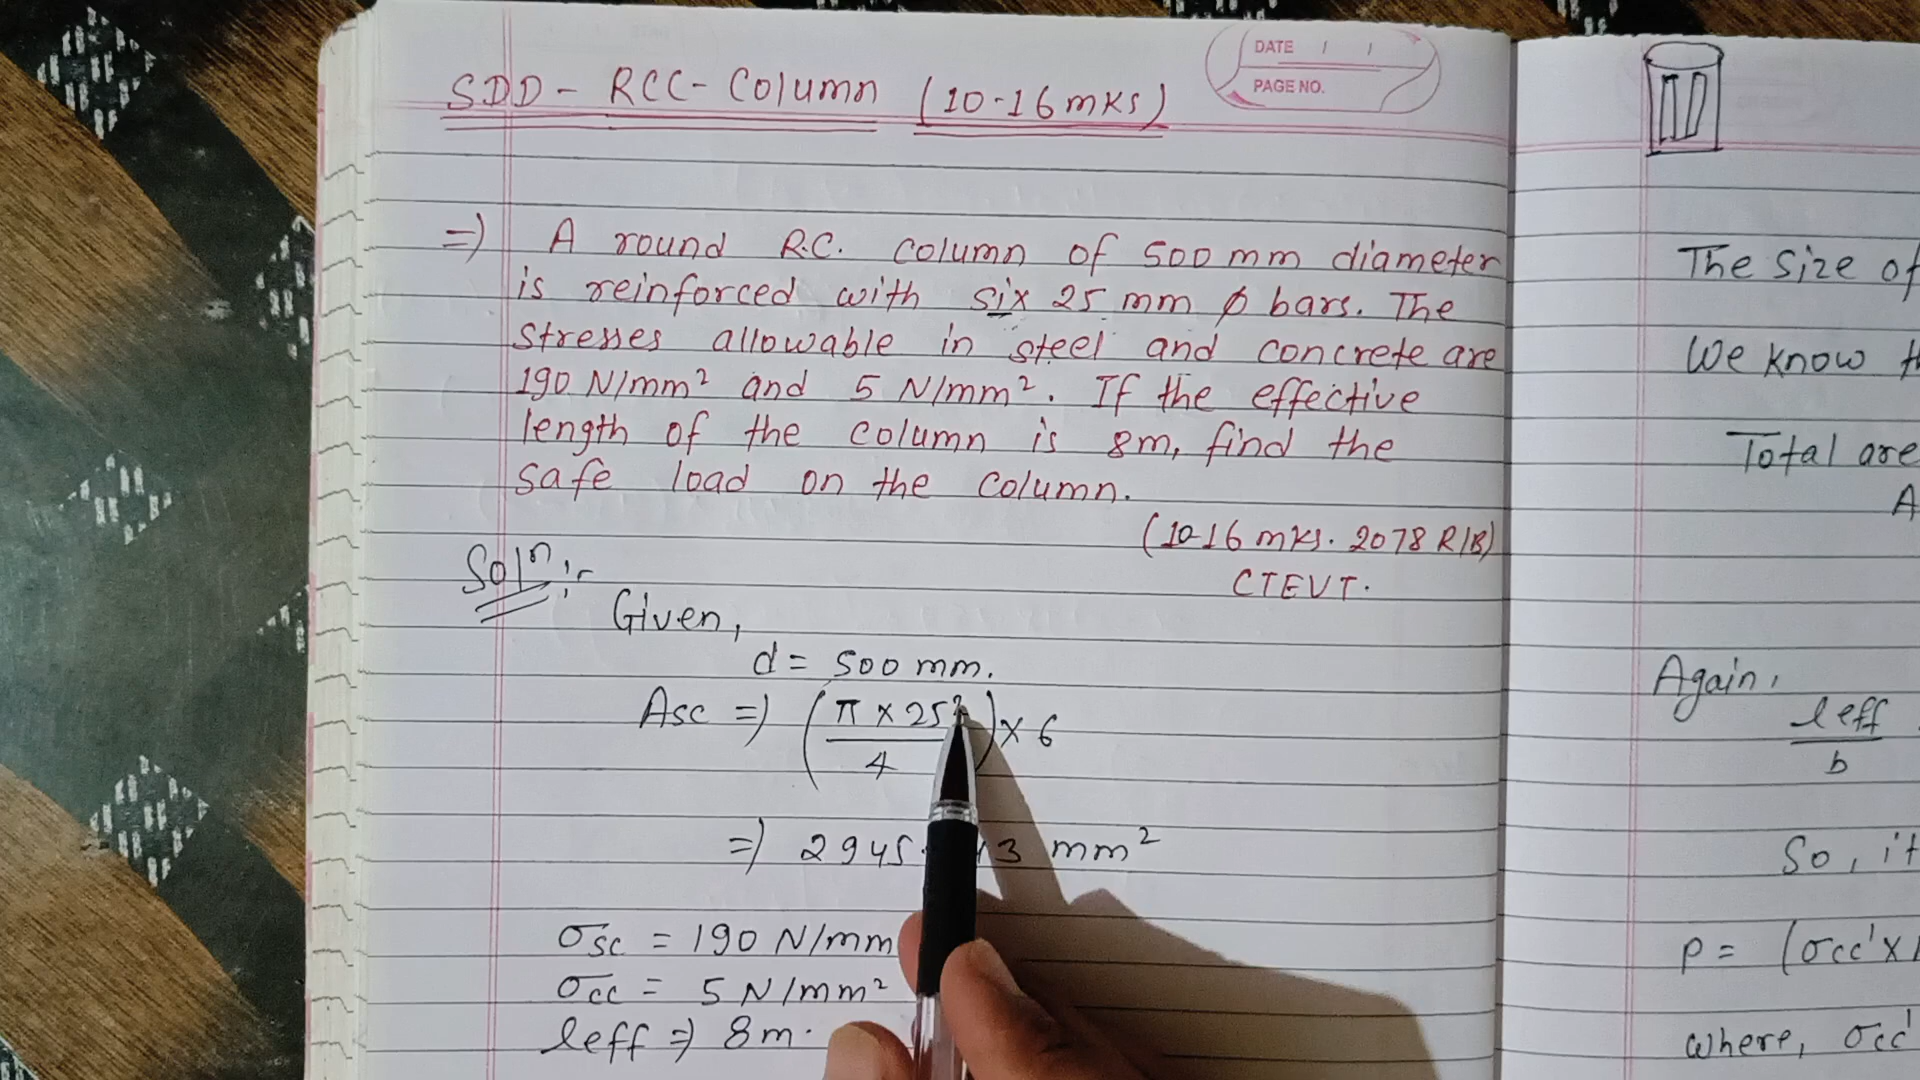 SDD - RCC - Column (10-16 mks)
DATE / /
PAGE NO.
=) A round R.C. column of 500 mm diameter
is reinforced with six 25 mm φ bars. The
stresses allowable in steel and concrete are
190 N/mm² and 5 N/mm². If the effective
length of the column is 8m, find the
safe load on the column.
(10-16 mks. 2078 R/B)
CTEVT.
Solⁿ:-
Given,
d = 500 mm.
Asc =) (π × 25²/4) × 6
=) 2945. 3 mm²
σsc = 190 N/mm
σcc = 5 N/mm²
leff =) 8m.
The size of
We know
Total are
A
Again,
leff
b
So, it
P = (σcc' ×
where, σcc'